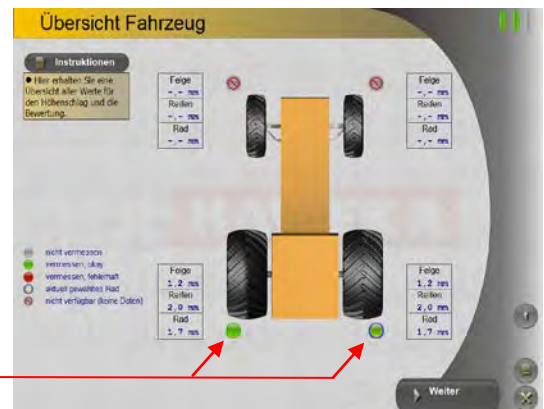 Übersicht Fahrzeug
Instruktionen
● Hier erhalten Sie eine
Übersicht aller Werte für
den Höhenschlag und die
Bewertung.
Felge
-,- mm
Reifen
-,- mm
Rad
-,- mm
Felge
-,- mm
Reifen
-,- mm
Rad
-,- mm
nicht vermessen
vermessen, okay
vermessen, fehlerhaft
aktuell gewähltes Rad
nicht verfügbar (keine Daten)
Felge
1,2 mm
Reifen
2,0 mm
Rad
1,7 mm
Felge
1,2 mm
Reifen
2,0 mm
Rad
1,7 mm
Weiter